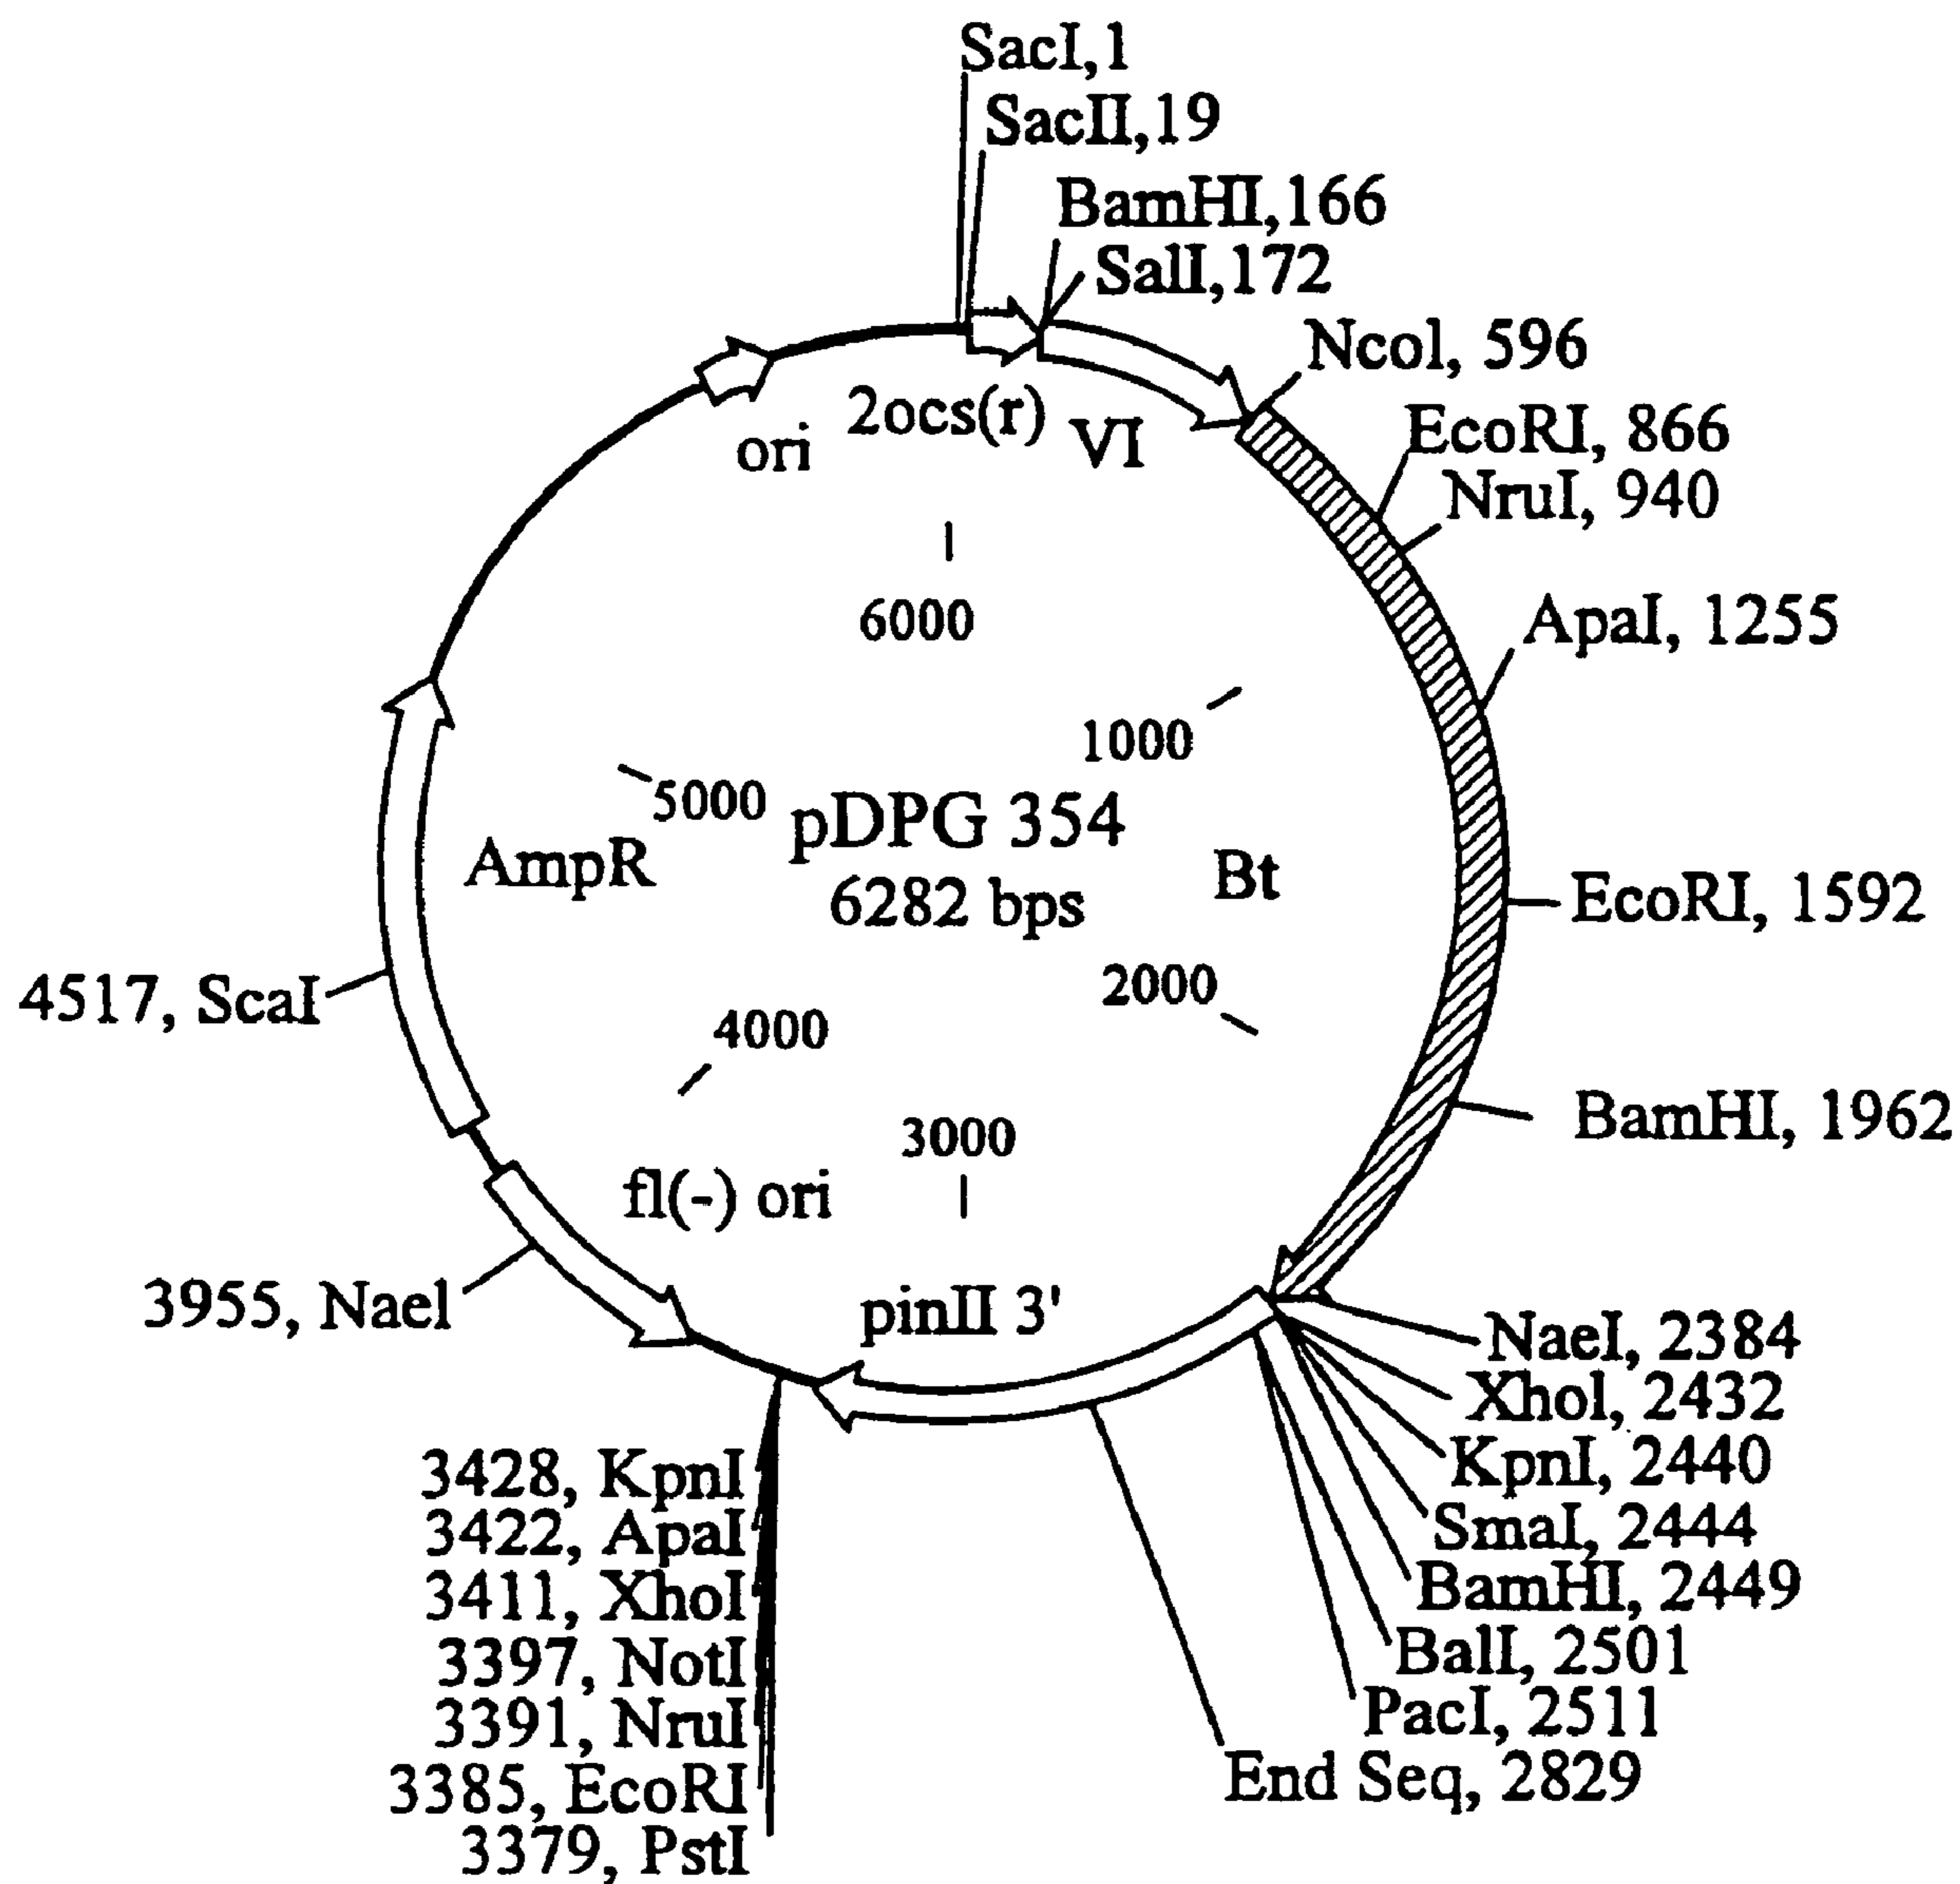 SacI, 1
SacII, 19
BamHI, 166
SalI, 172
NcoI, 596
EcoRI, 866
NruI, 940
ApaI, 1255
EcoRI, 1592
BamHI, 1962
NaeI, 2384
XhoI, 2432
KpnI, 2440
SmaI, 2444
BamHI, 2449
BalI, 2501
PacI, 2511
End Seq, 2829
3379, PstI
3385, EcoRI
3391, NruI
3397, NotI
3411, XhoI
3422, ApaI
3428, KpnI
3955, NaeI
4517, ScaI
ori
2ocs(r)
VI
Bt
pinII 3'
f1(-) ori
AmpR
6000
1000
2000
3000
4000
5000
pDPG 354
6282 bps